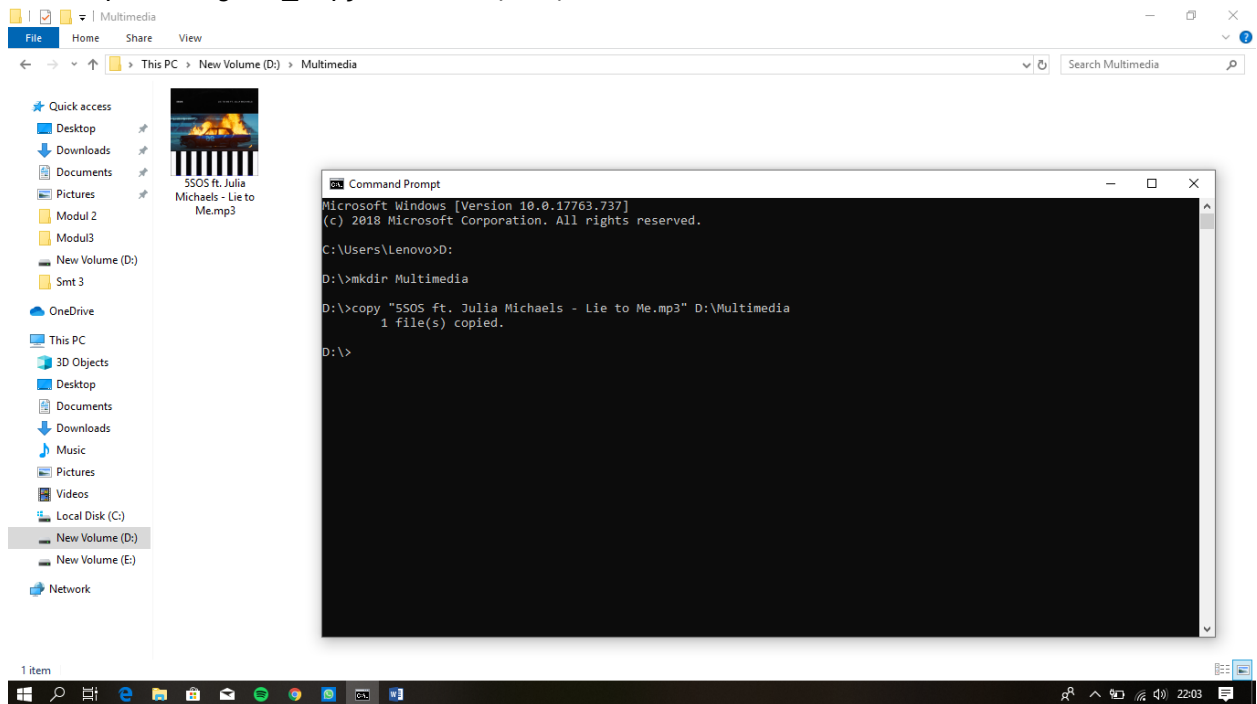 Multimedia
File Home Share View
This PC > New Volume (D:) > Multimedia
Search Multimedia
Quick access
Desktop
Downloads
Documents
Pictures
Modul 2
Modul3
New Volume (D:)
Smt 3
OneDrive
This PC
3D Objects
Desktop
Documents
Downloads
Music
Pictures
Videos
Local Disk (C:)
New Volume (D:)
New Volume (E:)
Network
1 item
5SOS ft. Julia
Michaels - Lie to
Me.mp3
Command Prompt
Microsoft Windows [Version 10.0.17763.737]
(c) 2018 Microsoft Corporation. All rights reserved.
C:\Users\Lenovo>D:
D:\>mkdir Multimedia
D:\>copy "5SOS ft. Julia Michaels - Lie to Me.mp3" D:\Multimedia
1 file(s) copied.
D:\>
22:03